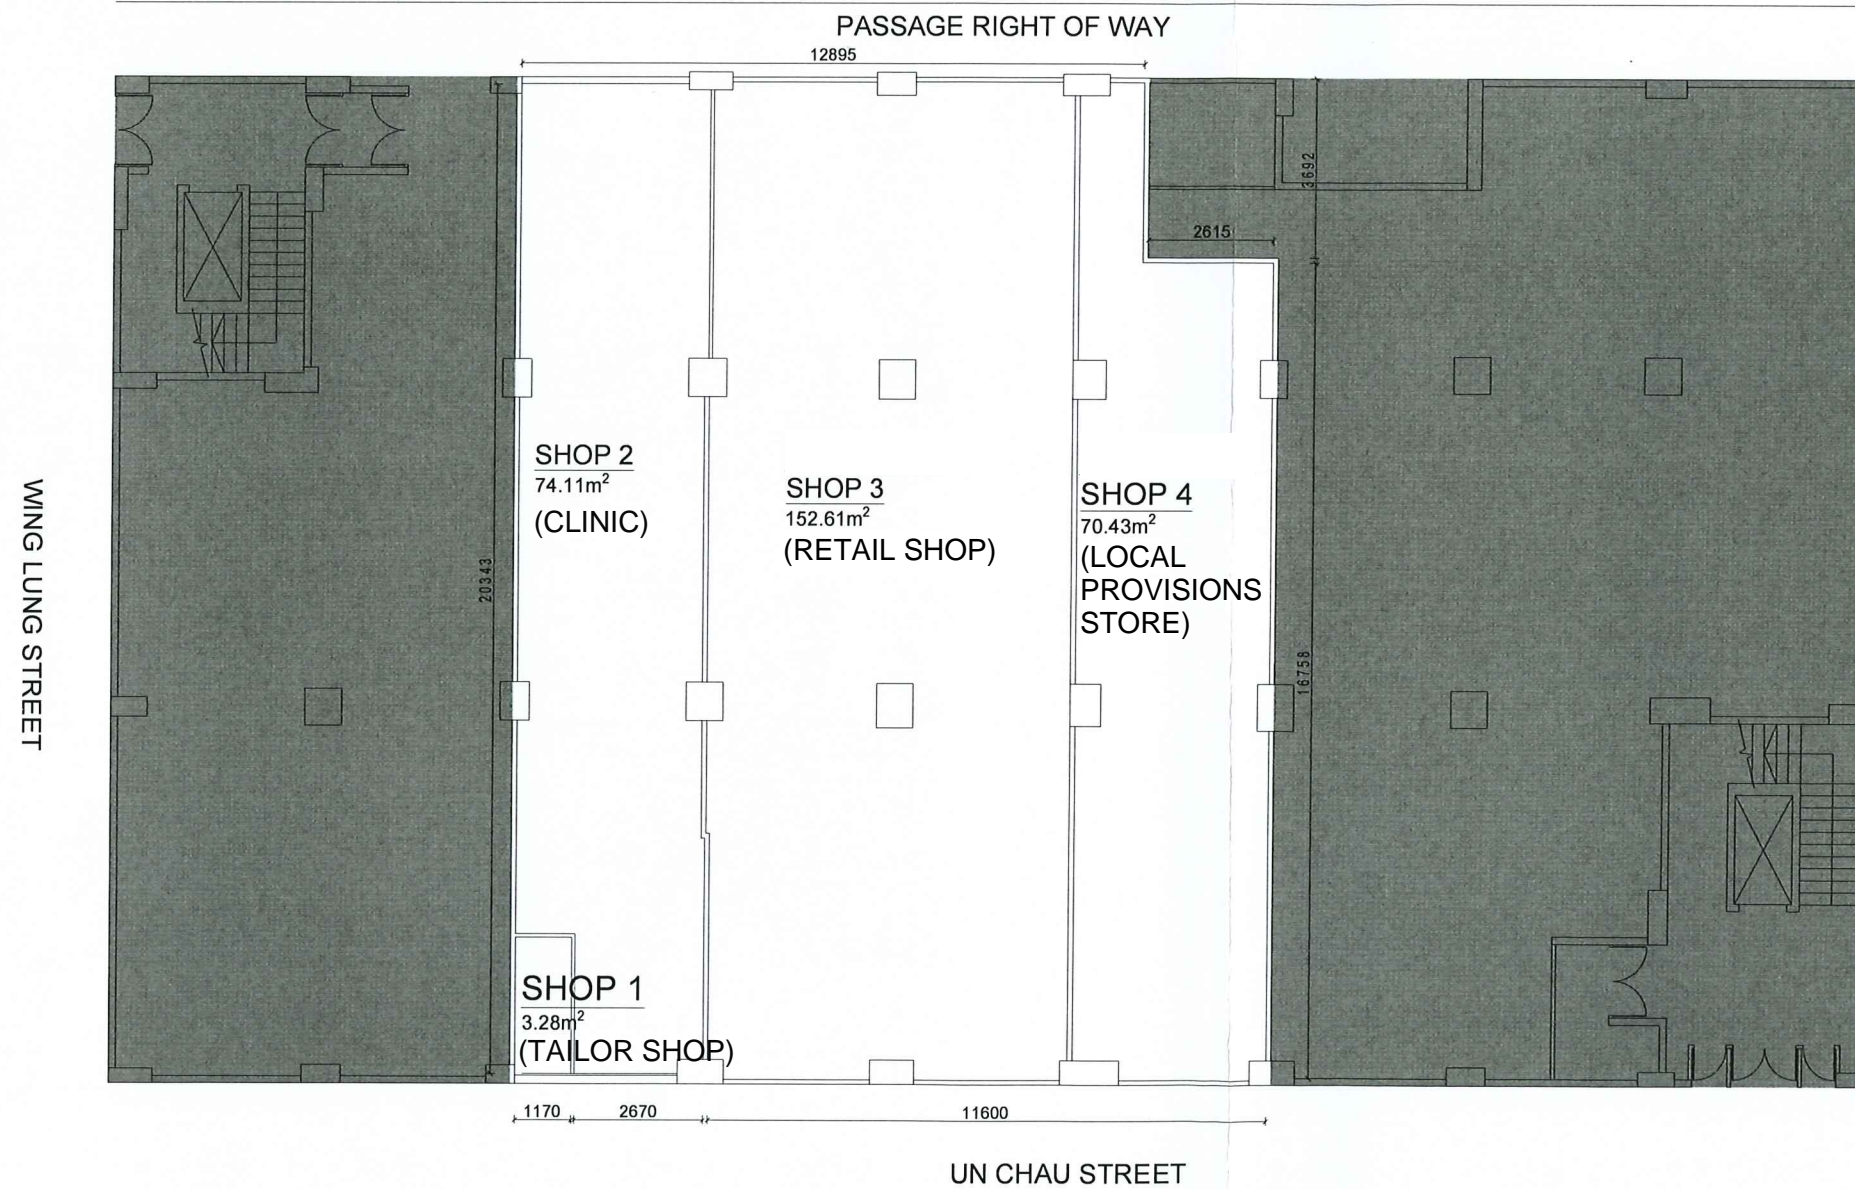 PASSAGE RIGHT OF WAY
12895
3692
2615
SHOP 2
74.11m²
(CLINIC)
SHOP 3
152.61m²
(RETAIL SHOP)
SHOP 4
70.43m²
(LOCAL
PROVISIONS
STORE)
WING LUNG STREET
20343
16758
SHOP 1
3.28m²
(TAILOR SHOP)
1170
2670
11600
UN CHAU STREET